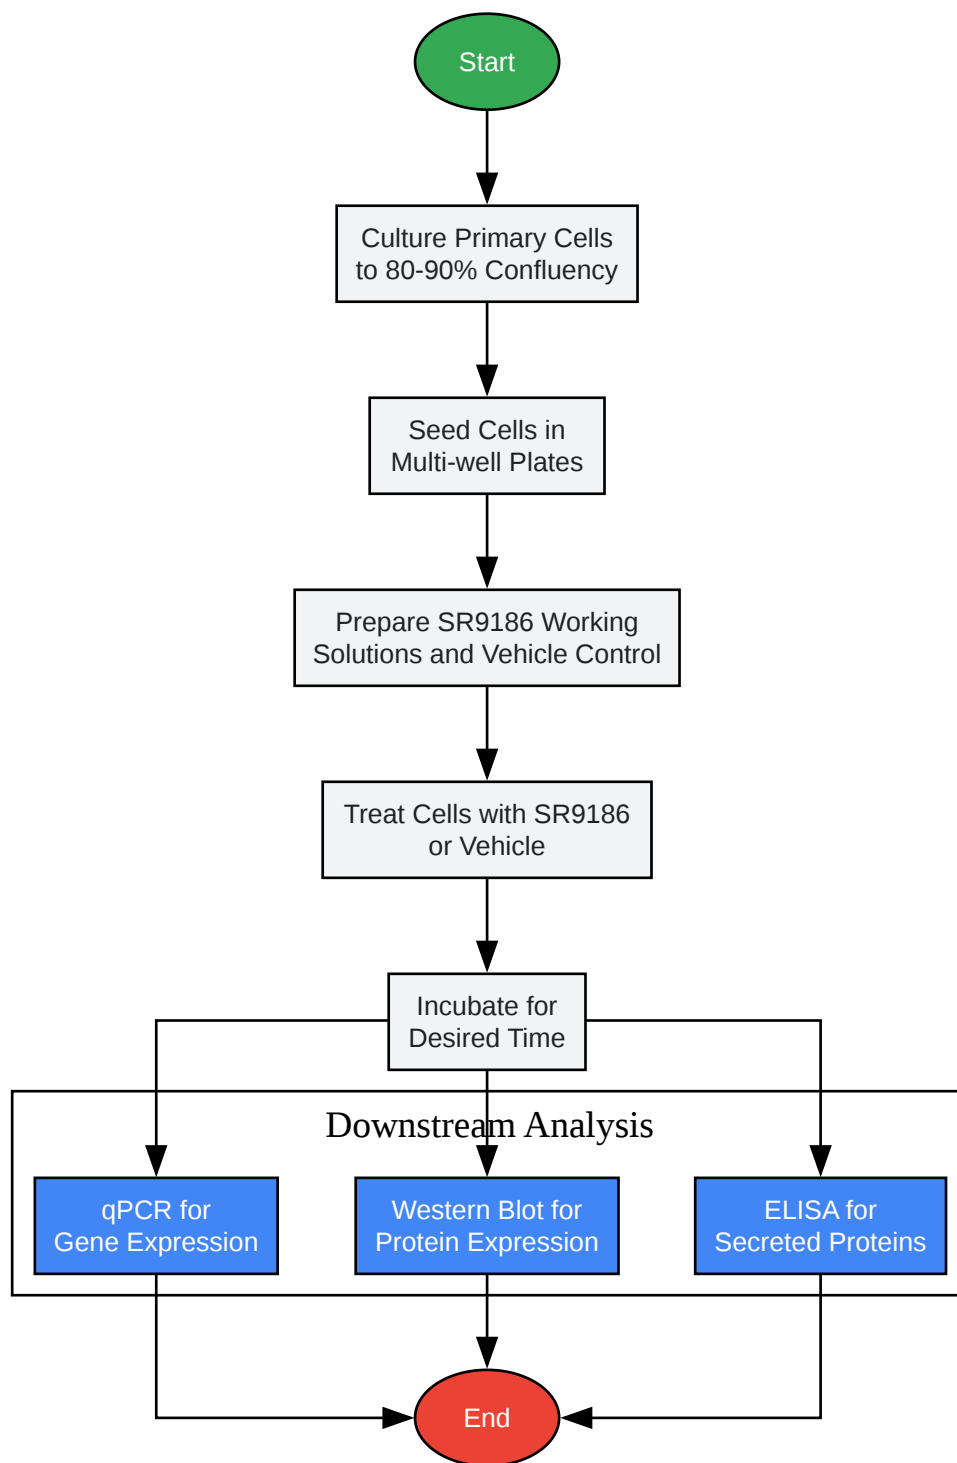 Start
Culture Primary Cells
to 80-90% Confluency
Seed Cells in
Multi-well Plates
Prepare SR9186 Working
Solutions and Vehicle Control
Treat Cells with SR9186
or Vehicle
Incubate for
Desired Time
Downstream Analysis
qPCR for
Gene Expression
Western Blot for
Protein Expression
ELISA for
Secreted Proteins
End